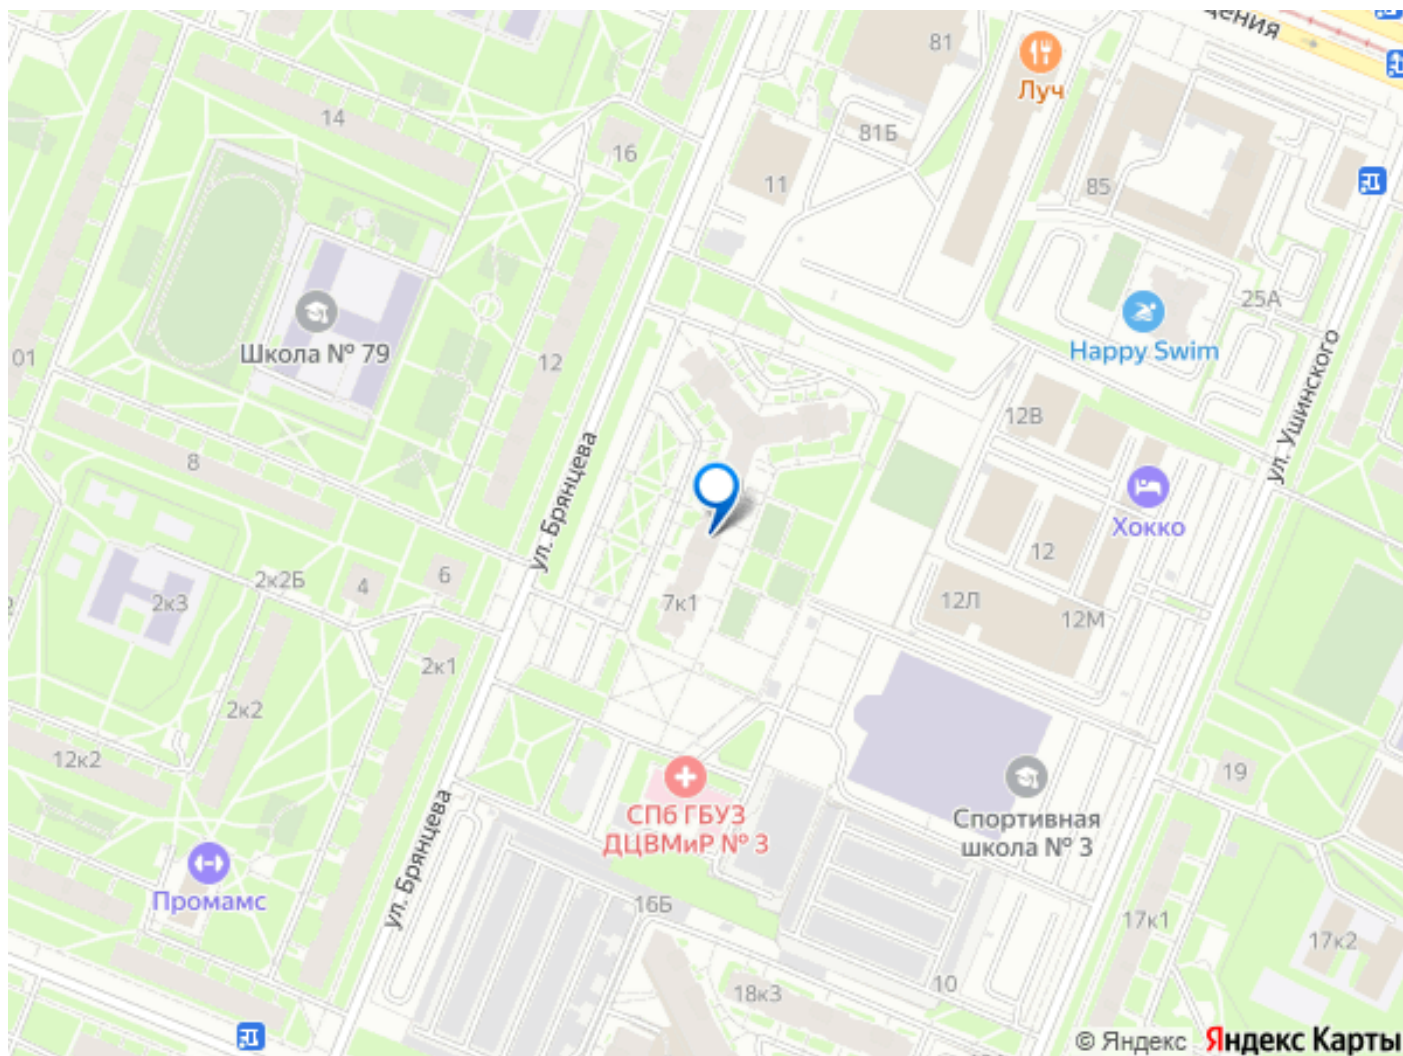 81
Луч
14
81Б
16
11
85
25А
Школа № 79
Happy Swim
01
12
12В
ул. Ушинского
8
ул. Брянцева
Хокко
12
2к2Б
4
6
2к3
7к1
12Л
12М
2к1
2к2
12к2
19
СПб ГБУЗ
ДЦВМиР № 3
Спортивная
школа № 3
ул. Брянцева
Промамс
16Б
17к1
17к2
10
18к3
© Яндекс
Яндекс Карты